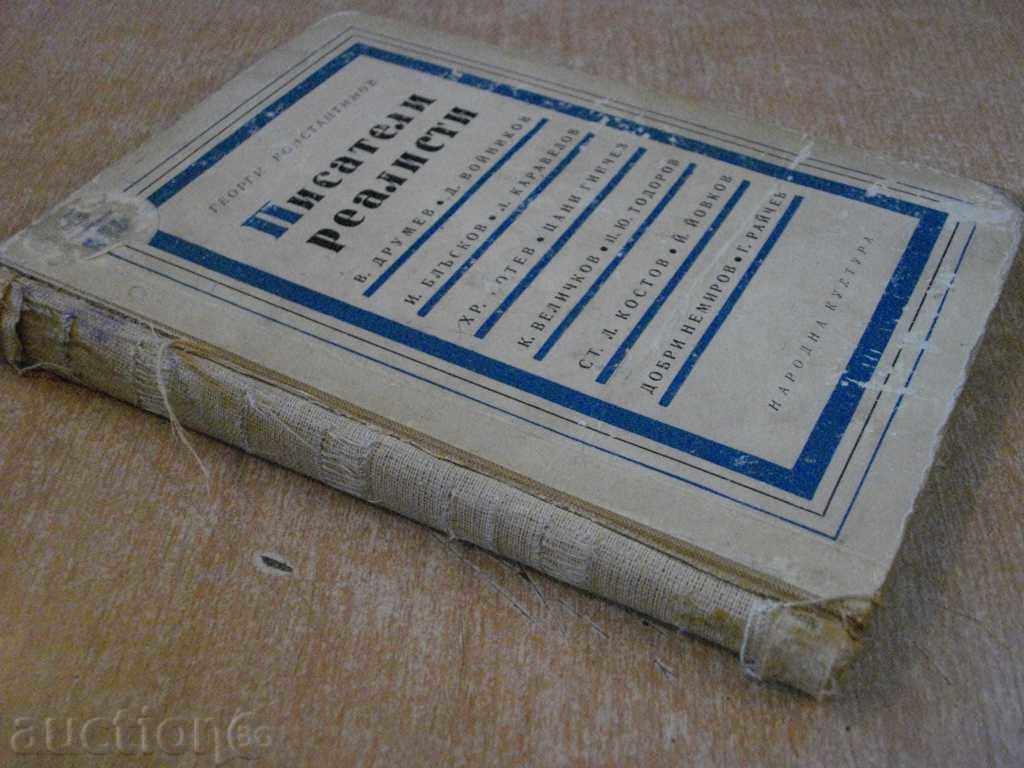 ГЕОРГИ КОНСТАНТИНОВ
Писатели
реалисти
В. ДРУМЕВ • Д. ВОЙНИКОВ
И. БЛЪСКОВ • Л. КАРАВЕЛОВ
ХР. БОТЕВ • ЦАНИ ГИНЧЕВ
К. ВЕЛИЧКОВ • П. Ю. ТОДОРОВ
СТ. Л. КОСТОВ • Й. ЙОВКОВ
ДОБРИ НЕМИРОВ • Г. РАЙЧЕВ
НАРОДНА КУЛТУРА
auction BG